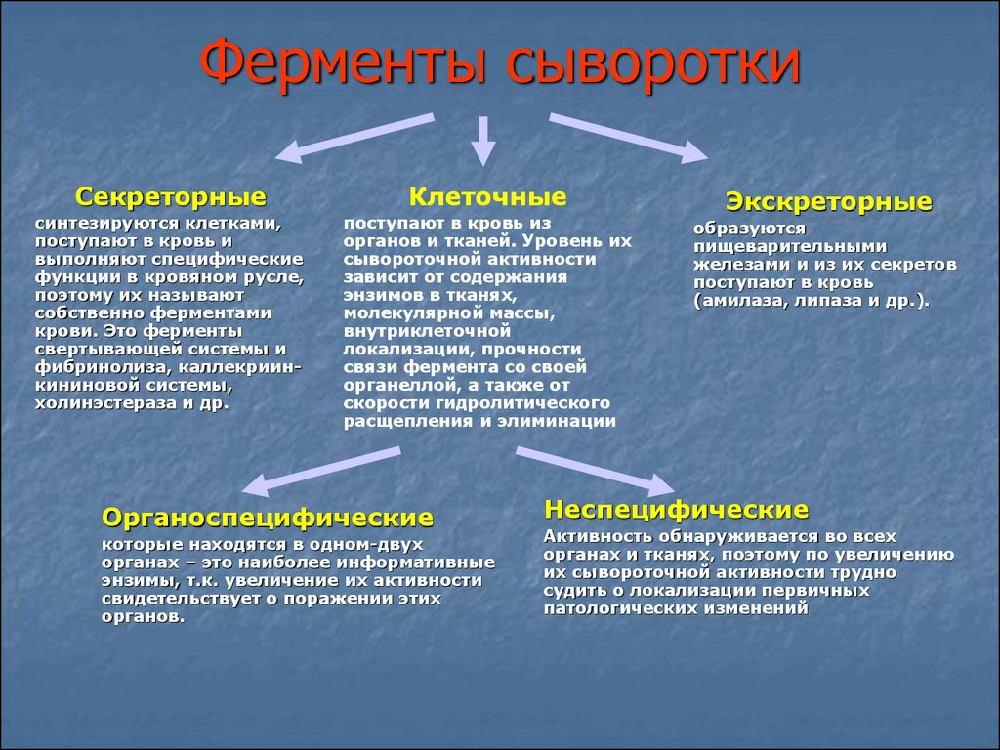 Ферменты сыворотки
Секреторные
синтезируются клетками,
поступают в кровь и
выполняют специфические
функции в кровяном русле,
поэтому их называют
собственно ферментами
крови. Это ферменты
свертывающей системы и
фибринолиза, каллекриин-
кининовой системы,
холинэстераза и др.
Клеточные
поступают в кровь из
органов и тканей. Уровень их
сывороточной активности
зависит от содержания
энзимов в тканях,
молекулярной массы,
внутриклеточной
локализации, прочности
связи фермента со своей
органеллой, а также от
скорости гидролитического
расщепления и элиминации
Экскреторные
образуются
пищеварительными
железами и из их секретов
поступают в кровь
(амилаза, липаза и др.).
Органоспецифические
которые находятся в одном-двух
органах – это наиболее информативные
энзимы, т.к. увеличение их активности
свидетельствует о поражении этих
органов.
Неспецифические
Активность обнаруживается во всех
органах и тканях, поэтому по увеличению
их сывороточной активности трудно
судить о локализации первичных
патологических изменений